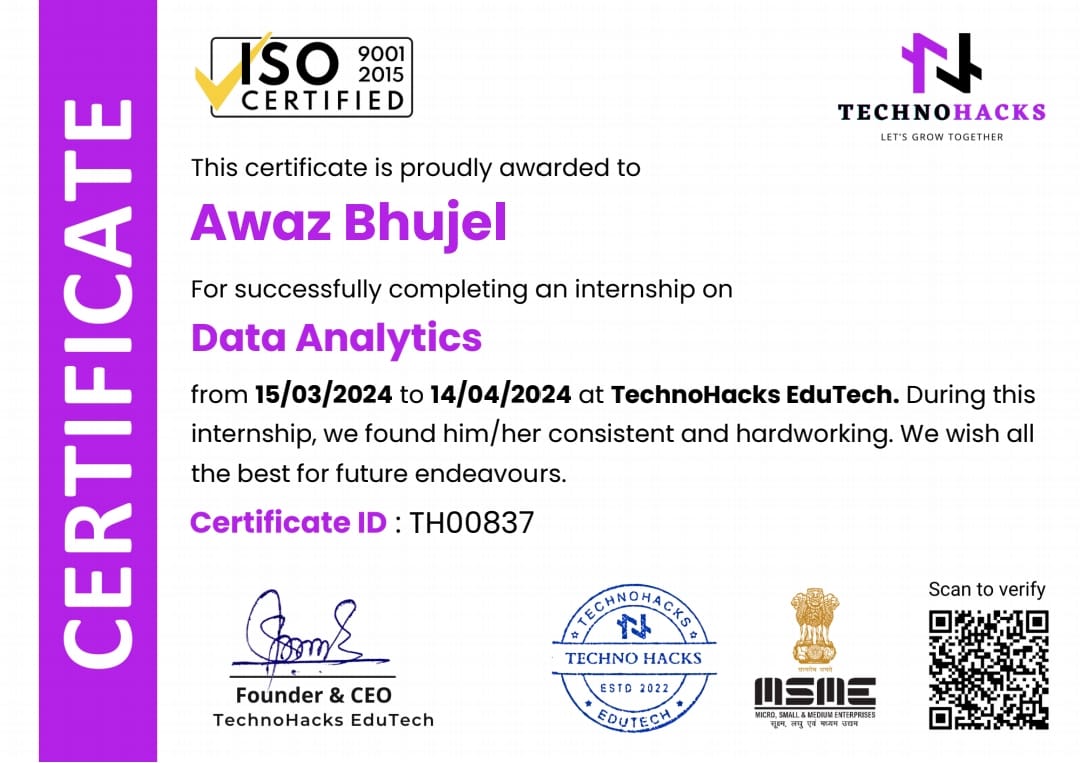 CERTIFICATE
ISO 9001
2015
CERTIFIED
TECHNOHACKS
LET'S GROW TOGETHER
This certificate is proudly awarded to
Awaz Bhujel
For successfully completing an internship on
Data Analytics
from 15/03/2024 to 14/04/2024 at TechnoHacks EduTech. During this
internship, we found him/her consistent and hardworking. We wish all
the best for future endeavours.
Certificate ID : TH00837
Founder & CEO
TechnoHacks EduTech
TECHNOHACKS
TECHNO HACKS
ESTD 2022
EDUTECH
सत्यमेव जयते
MSME
MICRO, SMALL & MEDIUM ENTERPRISES
सूक्ष्म, लघु एवं मध्यम उद्यम
Scan to verify